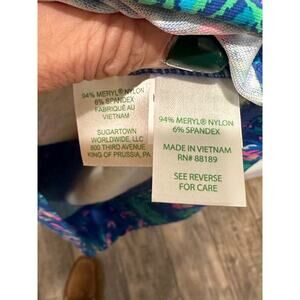 94% MERYL® NYLON
6% SPANDEX
FABRIQUÉ AU
VIETNAM
SUGARTOWN
WORLDWIDE, LLC
800 THIRD AVENUE
KING OF PRUSSIA, PA
94% MERYL® NYLON
6% SPANDEX
MADE IN VIETNAM
RN# 88189
SEE REVERSE
FOR CARE